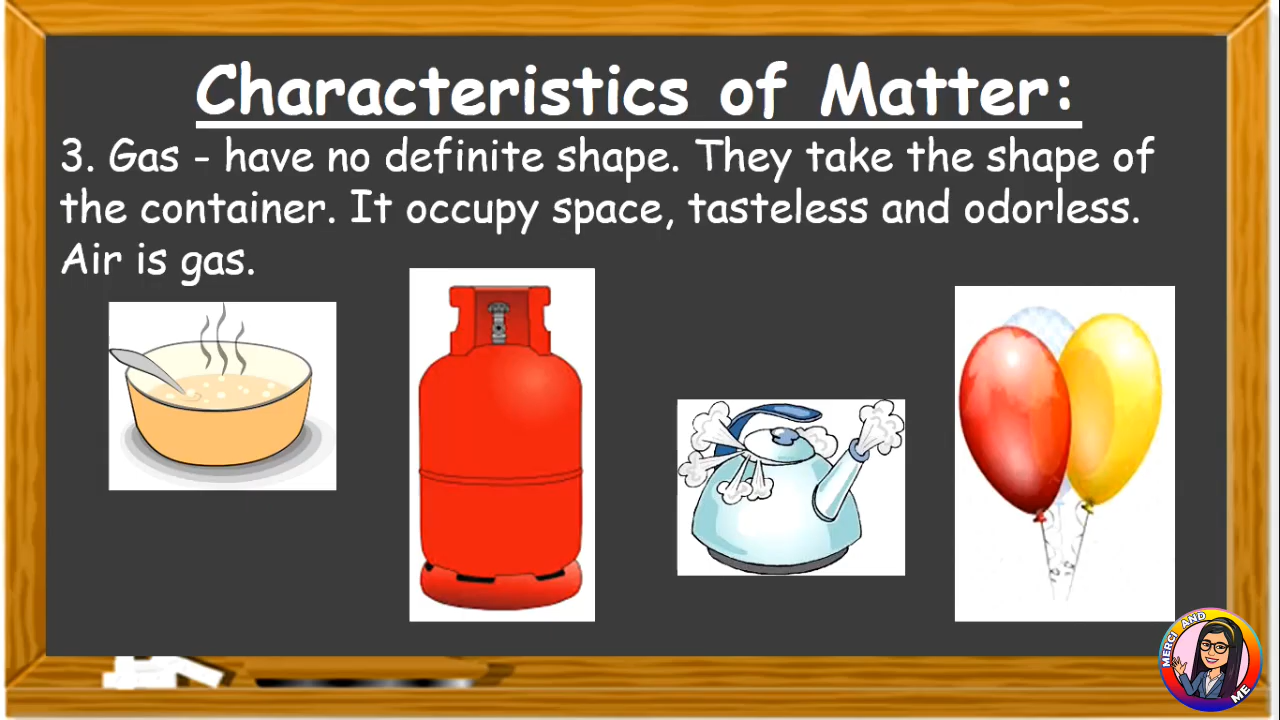 Characteristics of Matter:
3. Gas - have no definite shape. They take the shape of
the container. It occupy space, tasteless and odorless.
Air is gas.
MERCI AND
ME